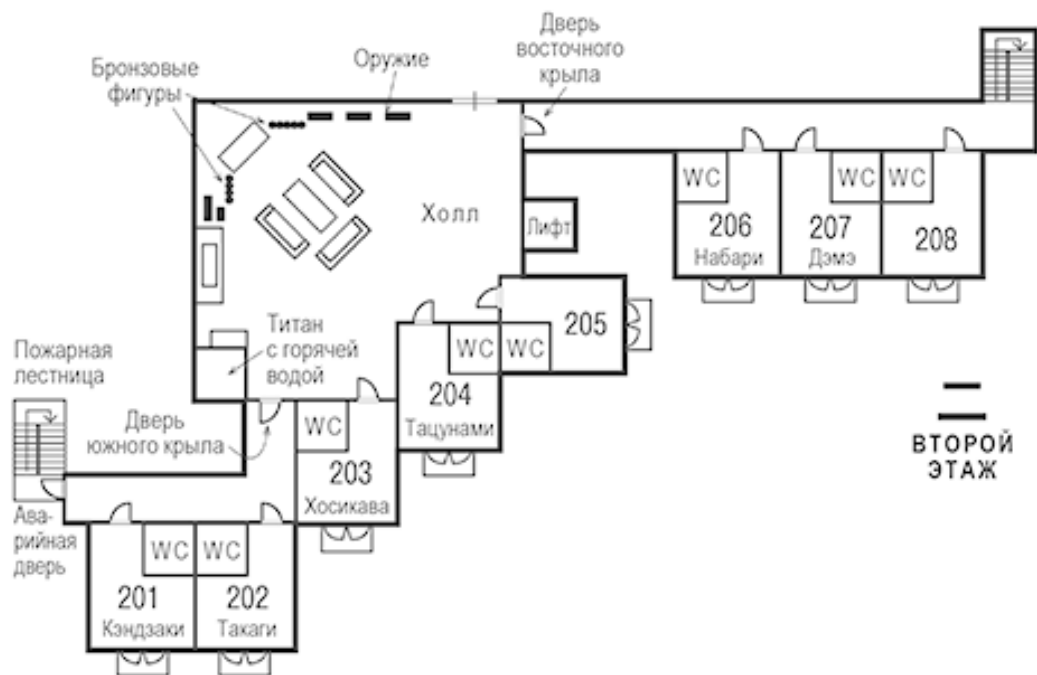 Бронзовые
фигуры
Оружие
Дверь
восточного
крыла
Холл
Лифт
WC
206
Набари
WC
207
Дэмэ
WC
208
205
WC
WC
204
Тацунами
Титан
с горячей
водой
Пожарная
лестница
Дверь
южного крыла
WC
203
Хосикава
Ава-
рийная
дверь
WC
201
Кэндзаки
WC
202
Такаги
ВТОРОЙ
ЭТАЖ